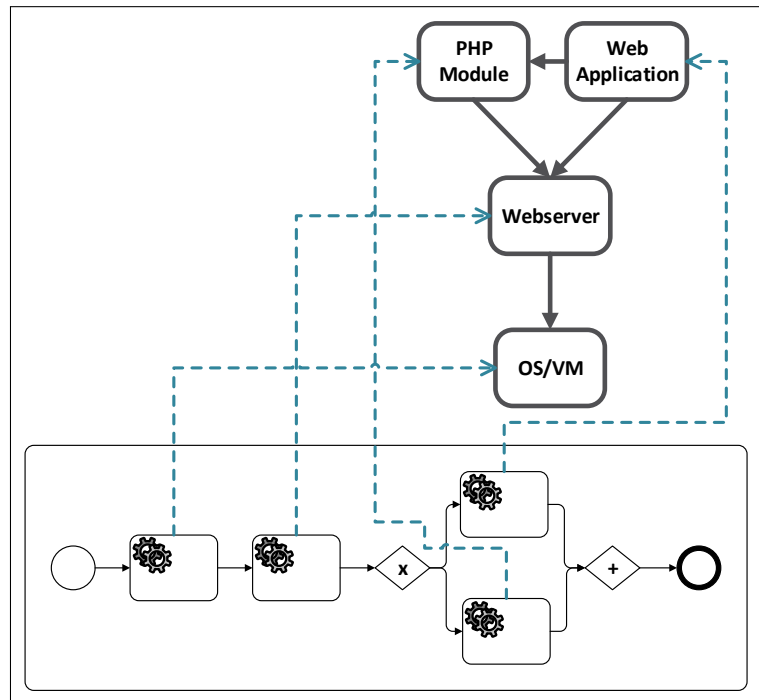 PHP
Module
Web
Application
Webserver
OS/VM
x
+